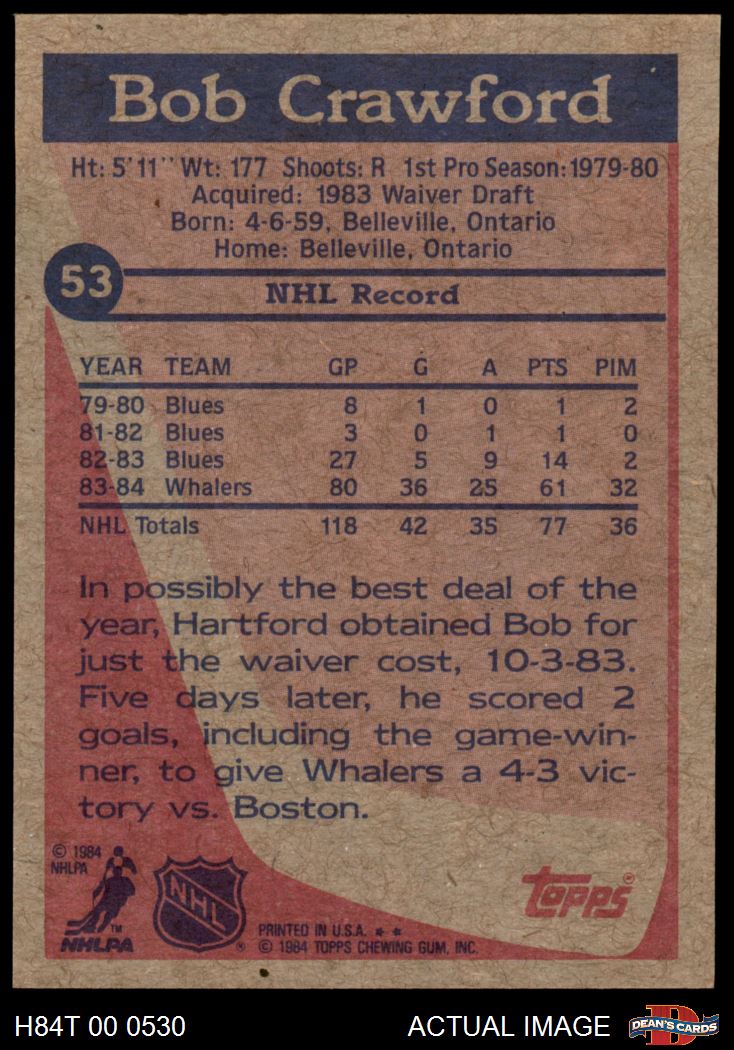 Bob Crawford
Ht: 5'11" Wt: 177 Shoots: R 1st Pro Season: 1979-80
Acquired: 1983 Waiver Draft
Born: 4-6-59, Belleville, Ontario
Home: Belleville, Ontario
53
NHL Record
YEAR TEAM GP G A PTS PIM
79-80 Blues 8 1 0 1 2
81-82 Blues 3 0 1 1 0
82-83 Blues 27 5 9 14 2
83-84 Whalers 80 36 25 61 32
NHL Totals 118 42 35 77 36
In possibly the best deal of the
year, Hartford obtained Bob for
just the waiver cost, 10-3-83.
Five days later, he scored 2
goals, including the game-win-
ner, to give Whalers a 4-3 vic-
tory vs. Boston.
© 1984
NHLPA
TM
NHLPA
NHL
®
Topps®
PRINTED IN U.S.A. * *
© 1984 TOPPS CHEWING GUM, INC.
H84T 00 0530
ACTUAL IMAGE
D
DEAN'S CARDS